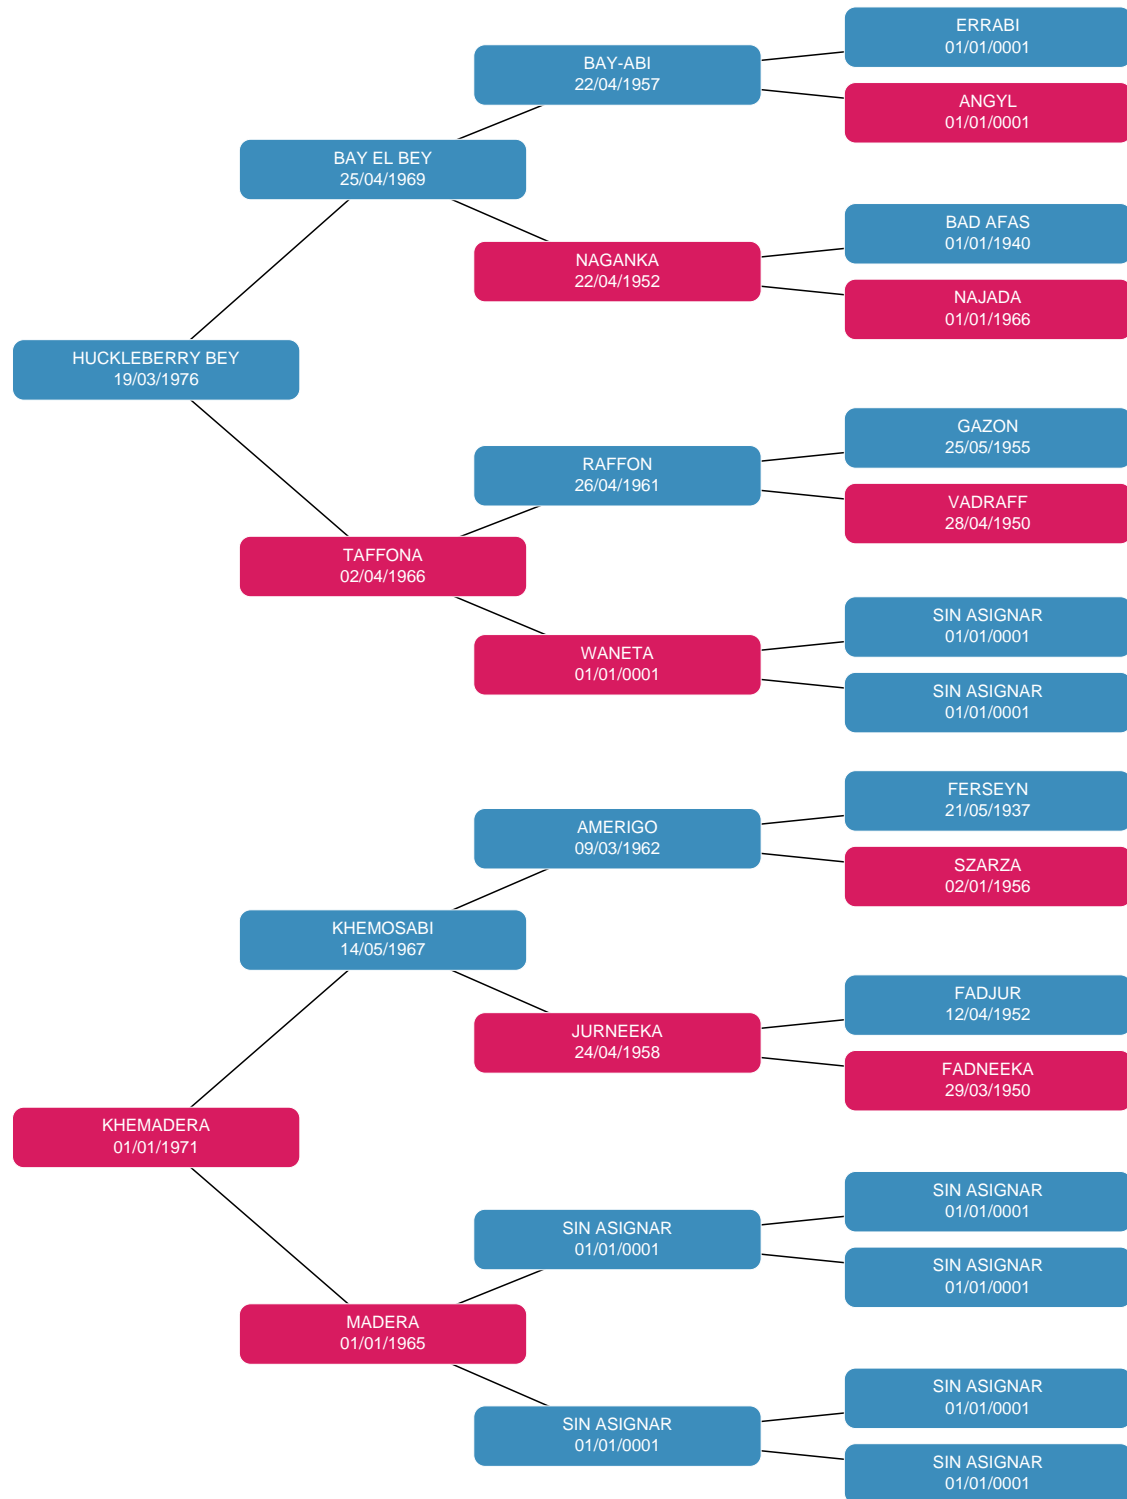 ERRABI
01/01/0001
BAY-ABI
22/04/1957
ANGYL
01/01/0001
BAY EL BEY
25/04/1969
BAD AFAS
01/01/1940
NAGANKA
22/04/1952
NAJADA
01/01/1966
HUCKLEBERRY BEY
19/03/1976
GAZON
25/05/1955
RAFFON
26/04/1961
VADRAFF
28/04/1950
TAFFONA
02/04/1966
SIN ASIGNAR
01/01/0001
WANETA
01/01/0001
SIN ASIGNAR
01/01/0001
FERSEYN
21/05/1937
AMERIGO
09/03/1962
SZARZA
02/01/1956
KHEMOSABI
14/05/1967
FADJUR
12/04/1952
JURNEEKA
24/04/1958
FADNEEKA
29/03/1950
KHEMADERA
01/01/1971
SIN ASIGNAR
01/01/0001
SIN ASIGNAR
01/01/0001
SIN ASIGNAR
01/01/0001
MADERA
01/01/1965
SIN ASIGNAR
01/01/0001
SIN ASIGNAR
01/01/0001
SIN ASIGNAR
01/01/0001